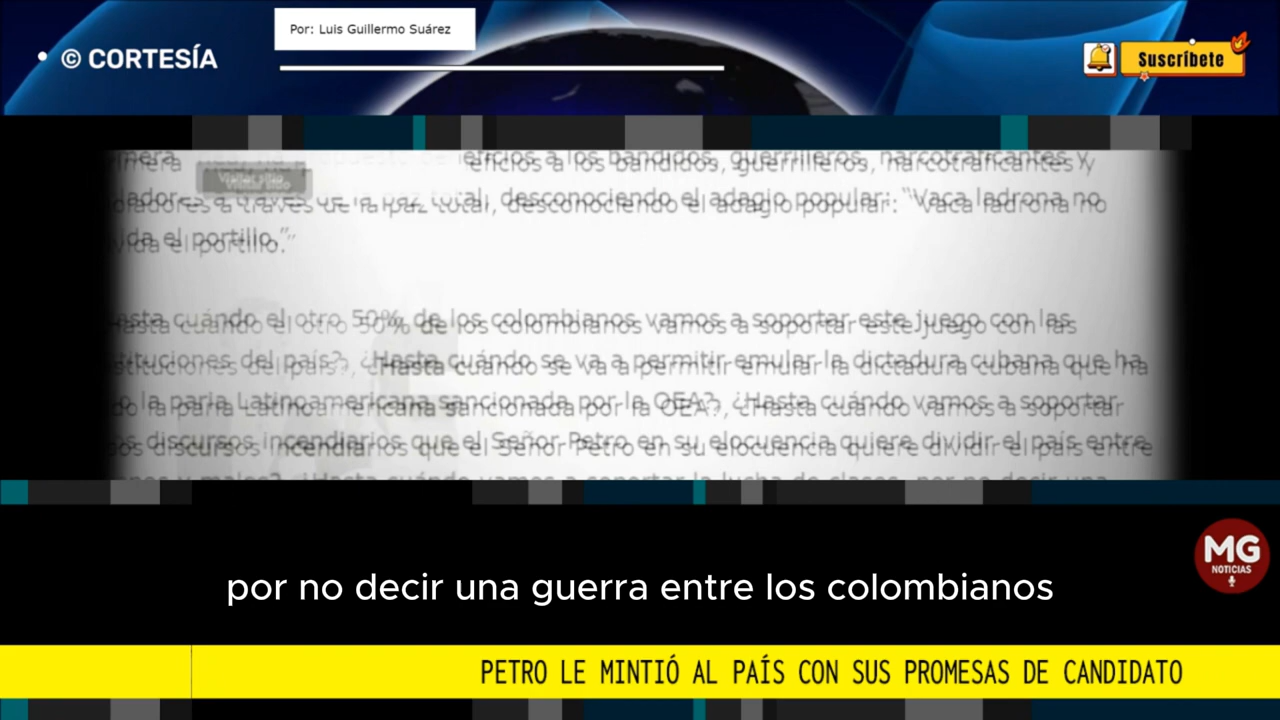 Por: Luis Guillermo Suárez
© CORTESÍA
Suscríbete
eficios a los bandidos, guerrilleros, narcotraficantes y
a través de la paz total, desconociendo el adagio popular: “Vaca ladrona no
el portillo.”
cuándo el otro 50% de los colombianos vamos a soportar este juego con las
del país?, ¿Hasta cuándo se va a permitir emular la dictadura cubana que ha
la paria Latinoamericana sancionada por la OEA?, ¿Hasta cuándo vamos a soportar
discursos incendiarios que el Señor Petro en su elocuencia quiere dividir el país entre
MG
NOTICIAS
por no decir una guerra entre los colombianos
PETRO LE MINTIÓ AL PAÍS CON SUS PROMESAS DE CANDIDATO